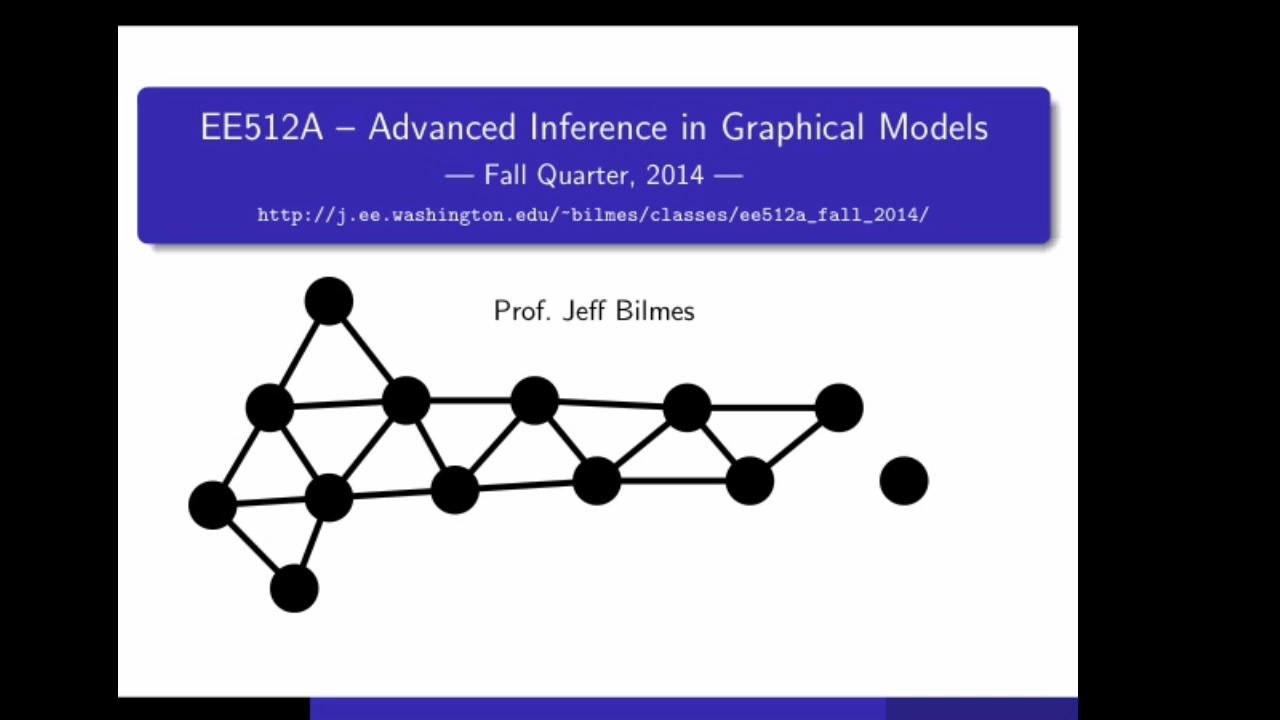 EE512A – Advanced Inference in Graphical Models
— Fall Quarter, 2014 —
http://j.ee.washington.edu/~bilmes/classes/ee512a_fall_2014/
Prof. Jeff Bilmes